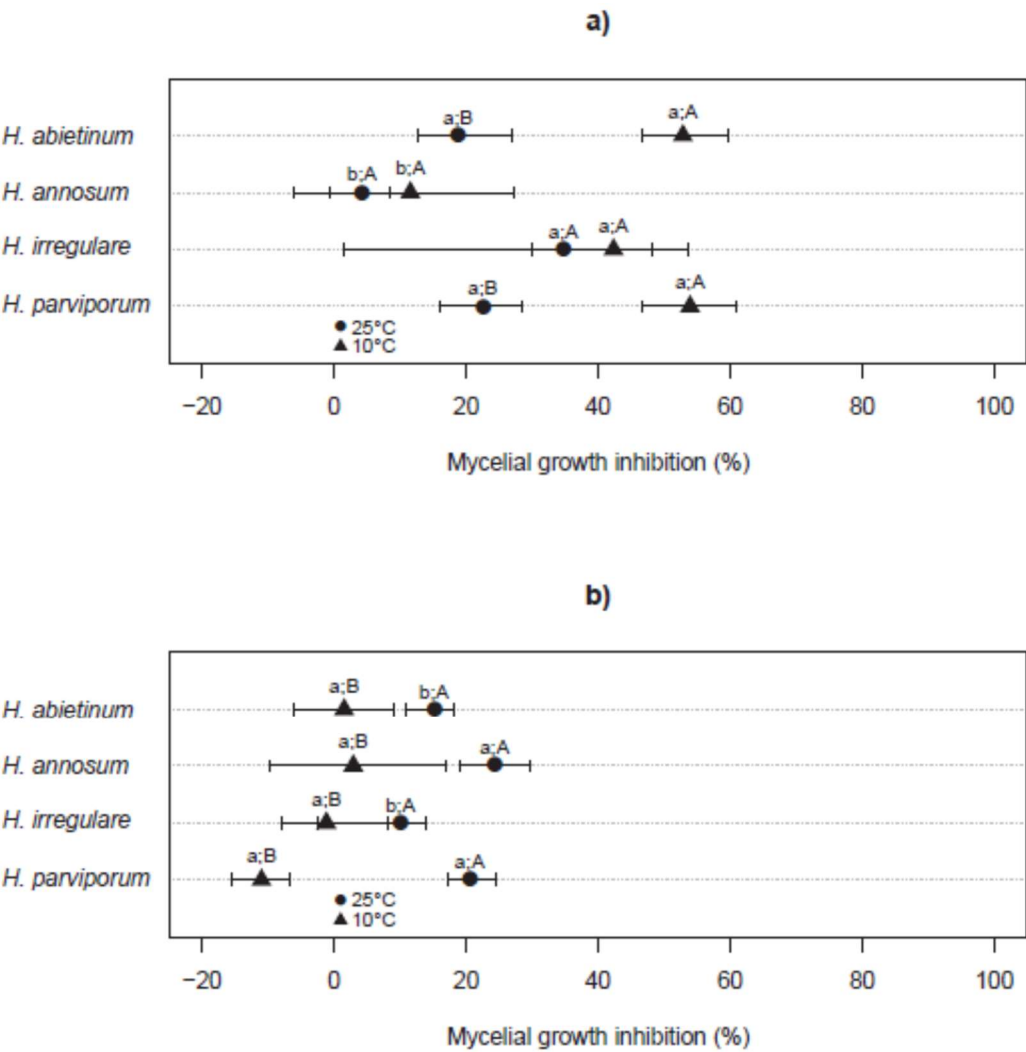 a)
H. abietinum
a;B
a;A
H. annosum
b;A
b;A
H. irregulare
a;A
a;A
H. parviporum
a;B
a;A
25°C
10°C
−20 0 20 40 60 80 100
Mycelial growth inhibition (%)
b)
H. abietinum
a;B
b;A
H. annosum
a;B
a;A
H. irregulare
a;B
b;A
H. parviporum
a;B
a;A
25°C
10°C
−20 0 20 40 60 80 100
Mycelial growth inhibition (%)